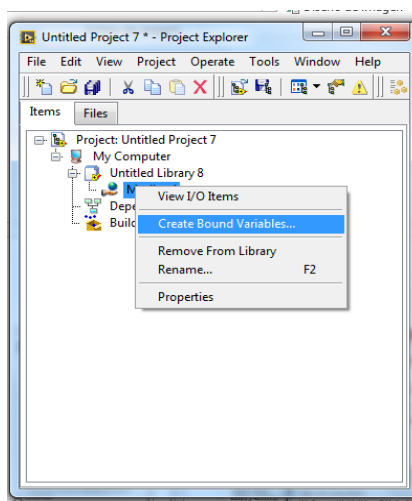 Untitled Project 7 * - Project Explorer
File Edit View Project Operate Tools Window Help
Items Files
Project: Untitled Project 7
My Computer
Untitled Library 8
View I/O Items
Create Bound Variables...
Remove From Library
Rename... F2
Properties